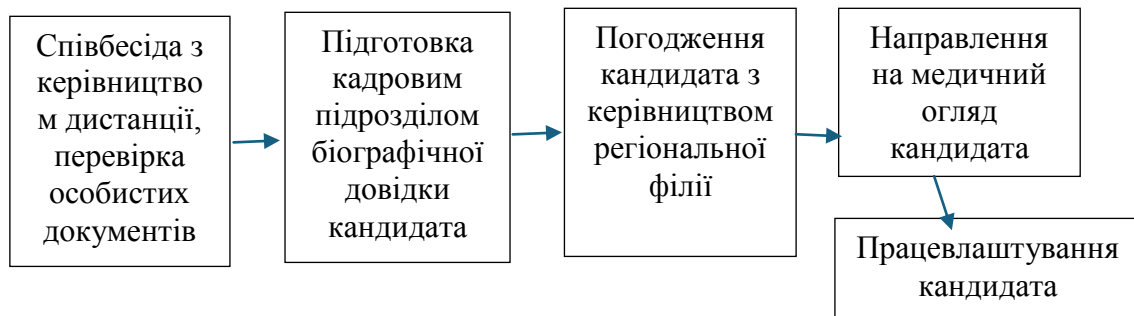 Співбесіда з
керівництво
м дистанції,
перевірка
особистих
документів
Підготовка
кадровим
підрозділом
біографічної
довідки
кандидата
Погодження
кандидата з
керівництвом
регіональної
філії
Направлення
на медичний
огляд
кандидата
Працевлаштування
кандидата